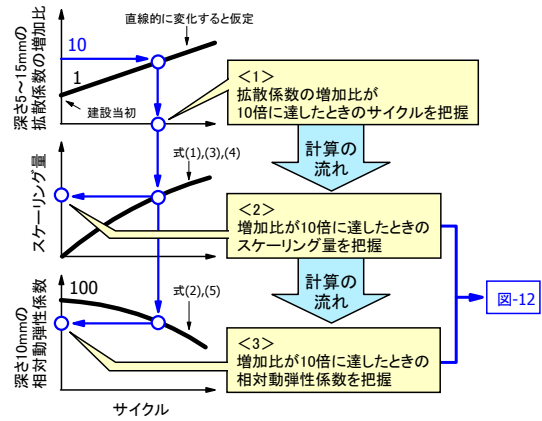 直線的に変化すると仮定
深さ5~15mmの
拡散係数の増加比
10
1
建設当初
<1>
拡散係数の増加比が
10倍に達したときのサイクルを把握
計算の
流れ
スケーリング量
式(1),(3),(4)
<2>
増加比が10倍に達したときの
スケーリング量を把握
計算の
流れ
図-12
深さ10mmの
相対動弾性係数
100
式(2),(5)
<3>
増加比が10倍に達したときの
相対動弾性係数を把握
サイクル